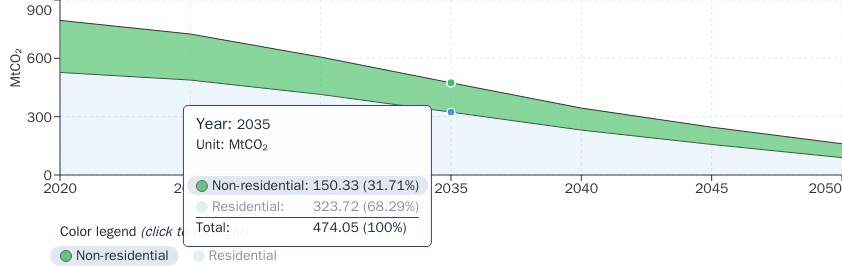 900
600
300
0
MtCO₂
Year: 2035
Unit: MtCO₂
Non-residential: 150.33 (31.71%)
Residential: 323.72 (68.29%)
Total: 474.05 (100%)
2020 2035 2040 2045 2050
Color legend (click t
Non-residential Residential